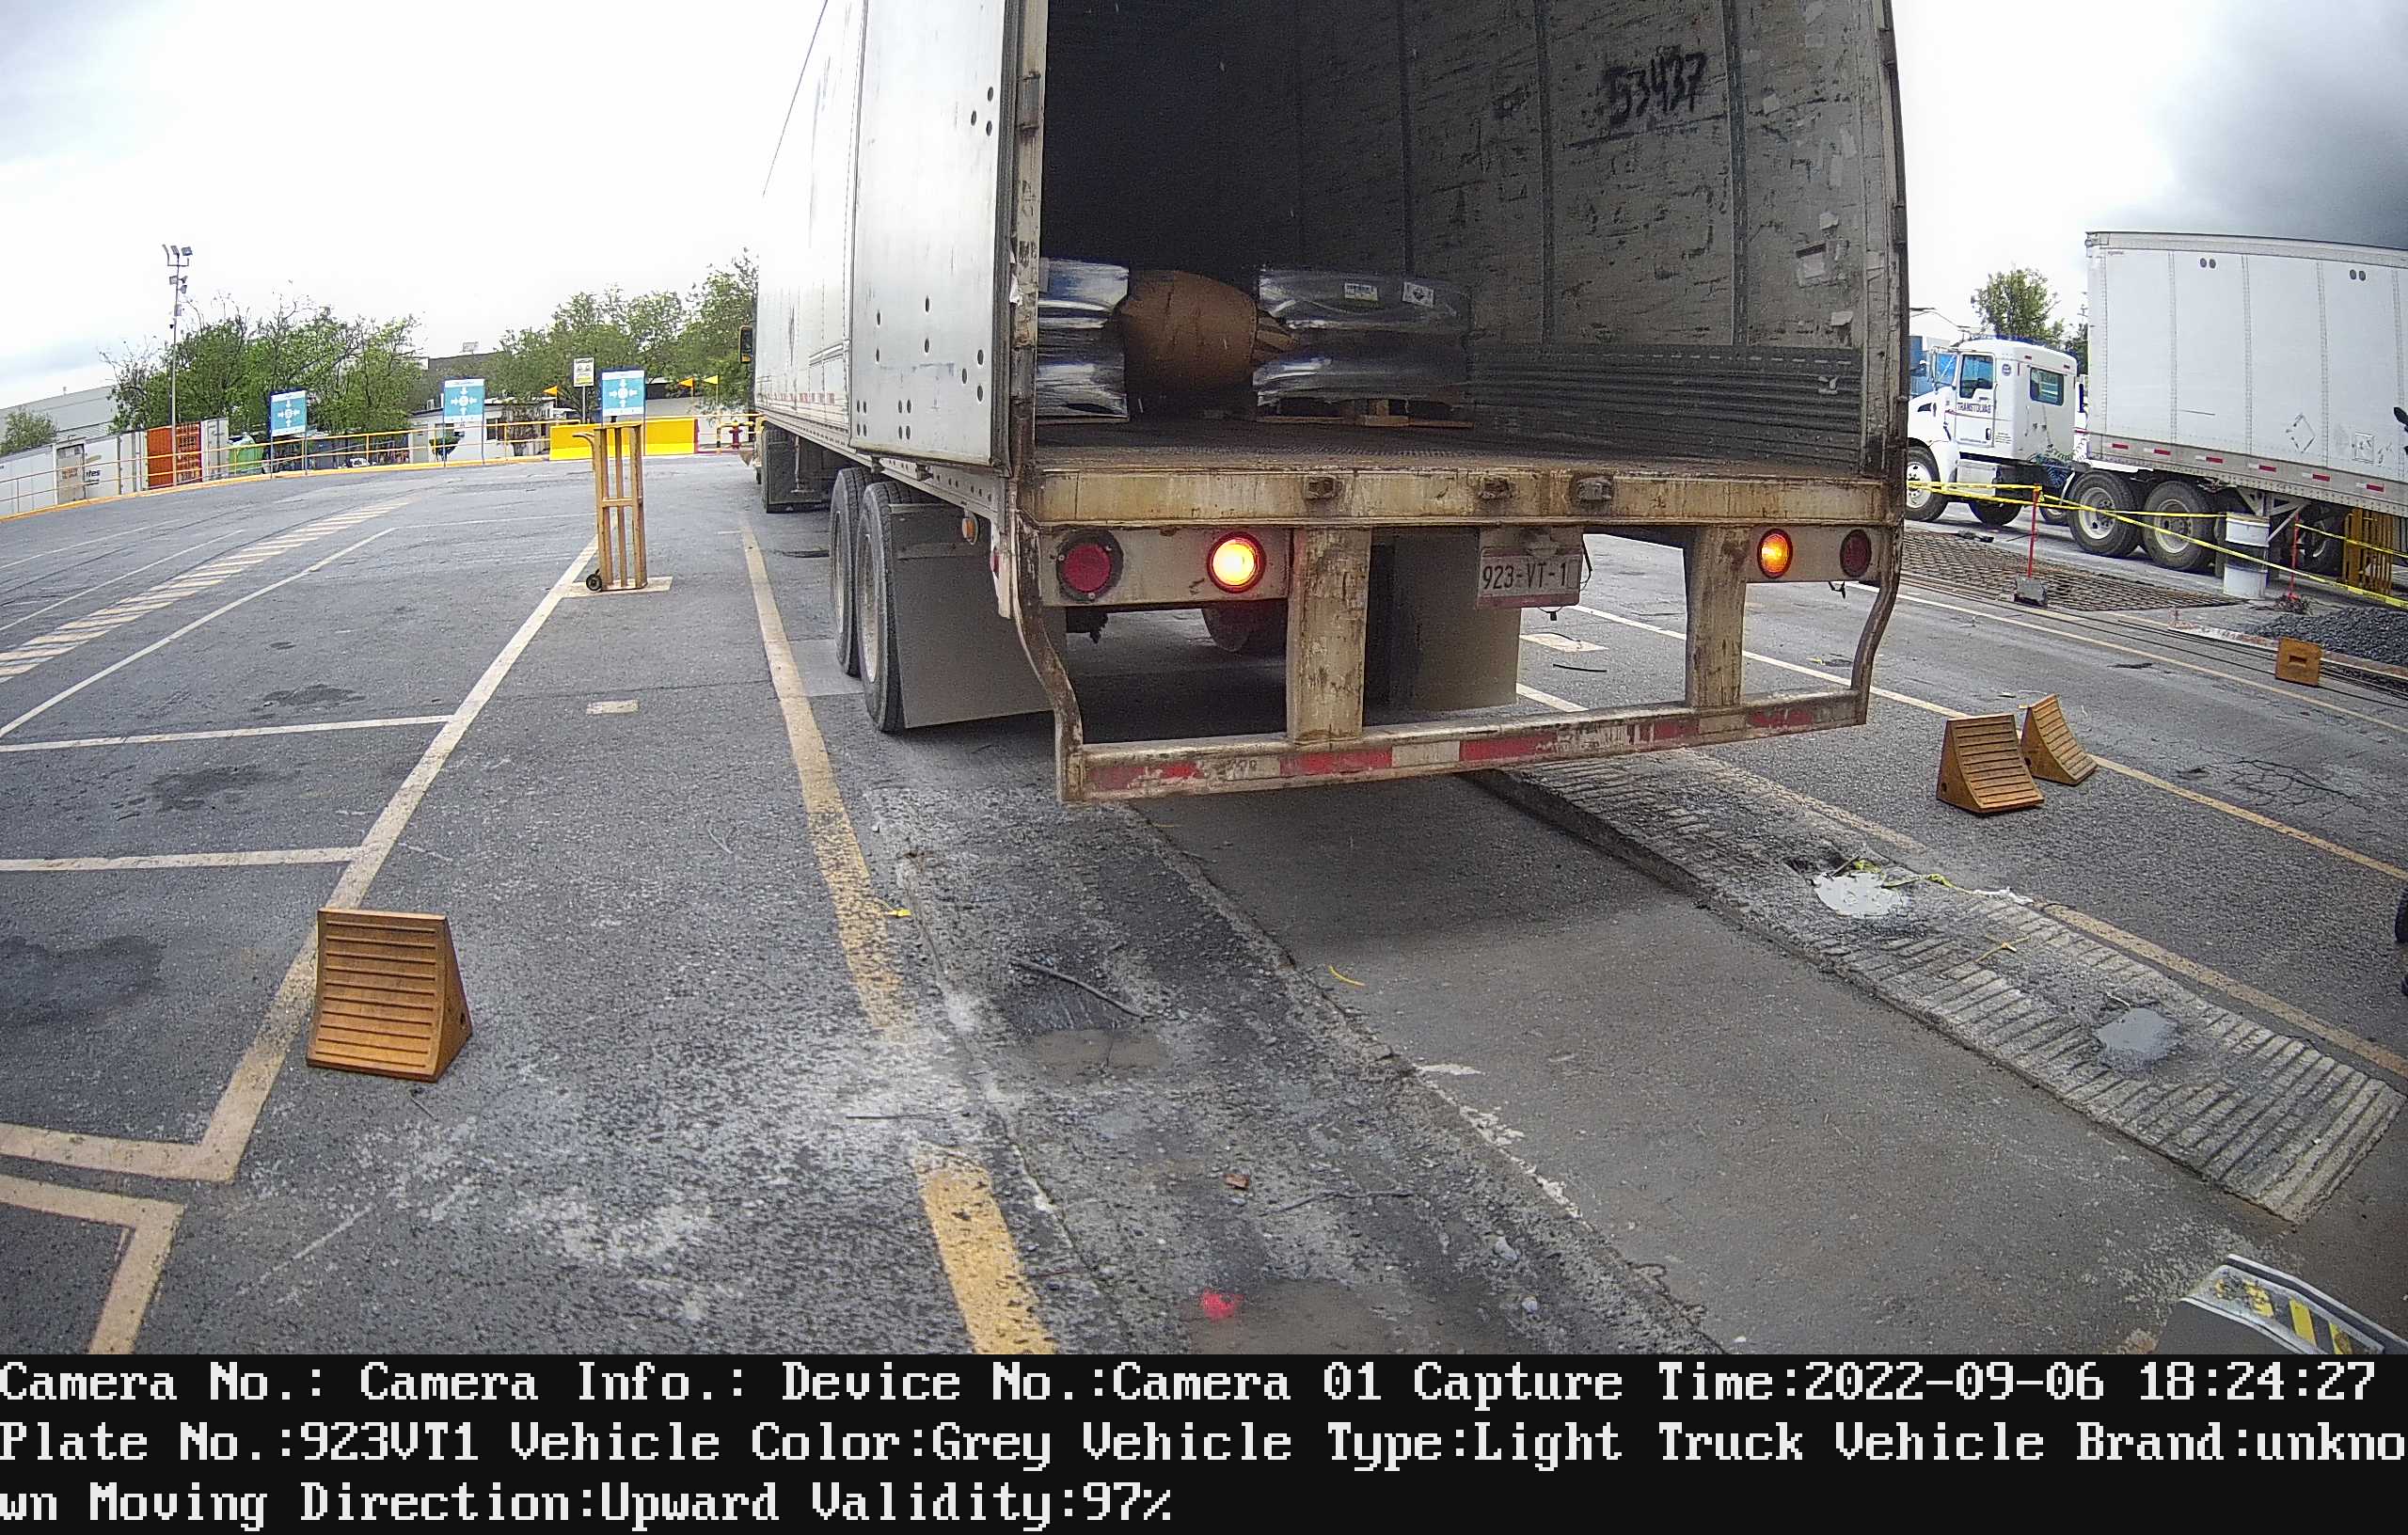 53437
TRANSTOLVAS
923-VT-1
Camera No.: Camera Info.: Device No.:Camera 01 Capture Time:2022-09-06 18:24:27
Plate No.:923VT1 Vehicle Color:Grey Vehicle Type:Light Truck Vehicle Brand:unkno
wn Moving Direction:Upward Validity:97%